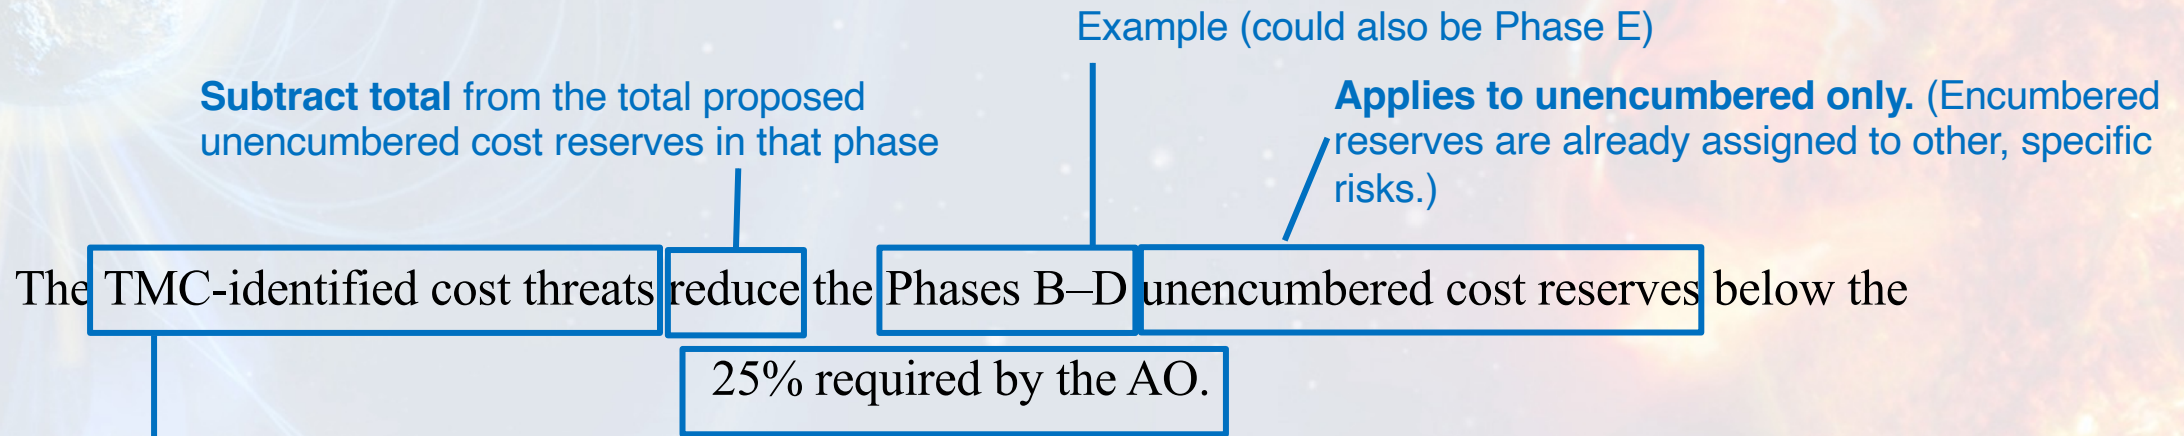 Example (could also be Phase E)
Subtract total from the total proposed
unencumbered cost reserves in that phase
Applies to unencumbered only. (Encumbered
reserves are already assigned to other, specific
risks.)
The TMC-identified cost threats reduce the Phases B–D unencumbered cost reserves below the
25% required by the AO.